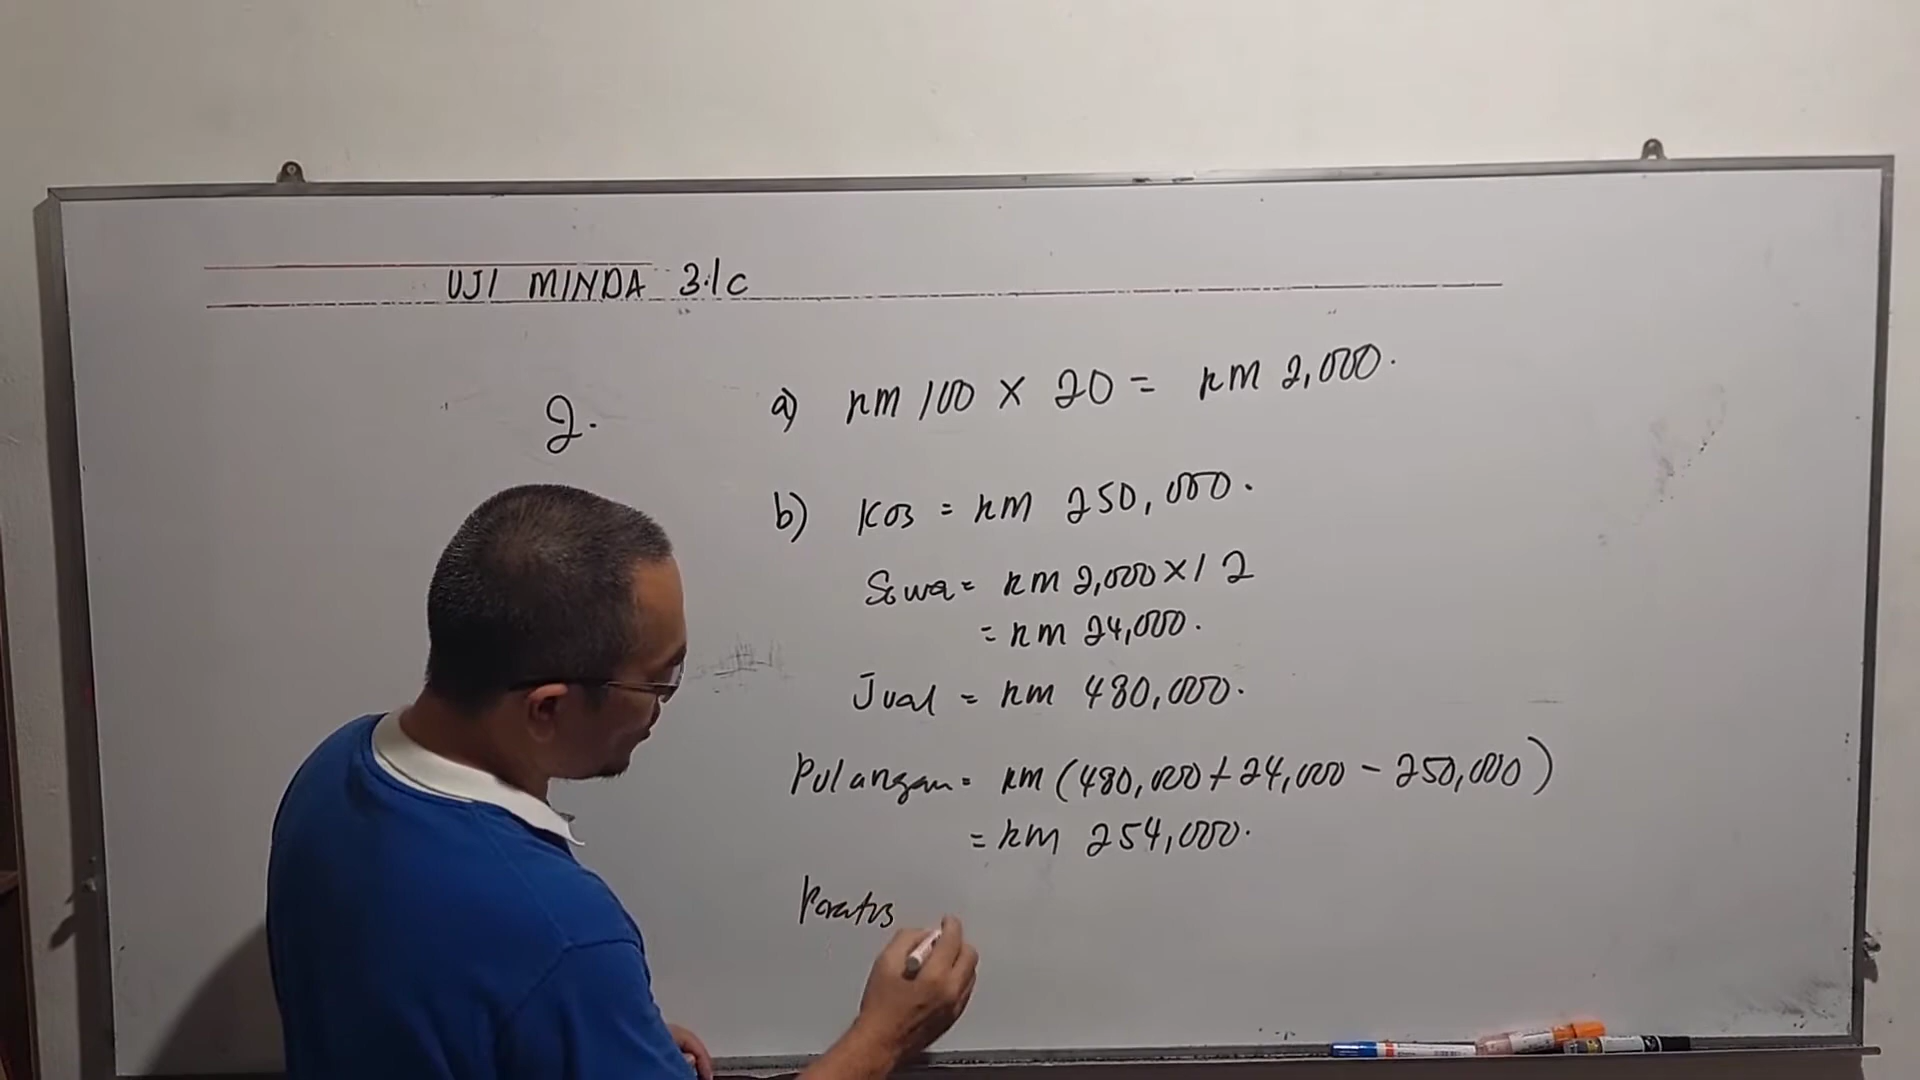 UJI MINDA 3.1c
2.
a) RM 100 × 20 = RM 2,000.
b) Kos = RM 250,000.
Sewa = RM 2,000 × 12
= RM 24,000.
Jual = RM 480,000.
Pulangan = RM (480,000 + 24,000 - 250,000)
= RM 254,000.
Peratus